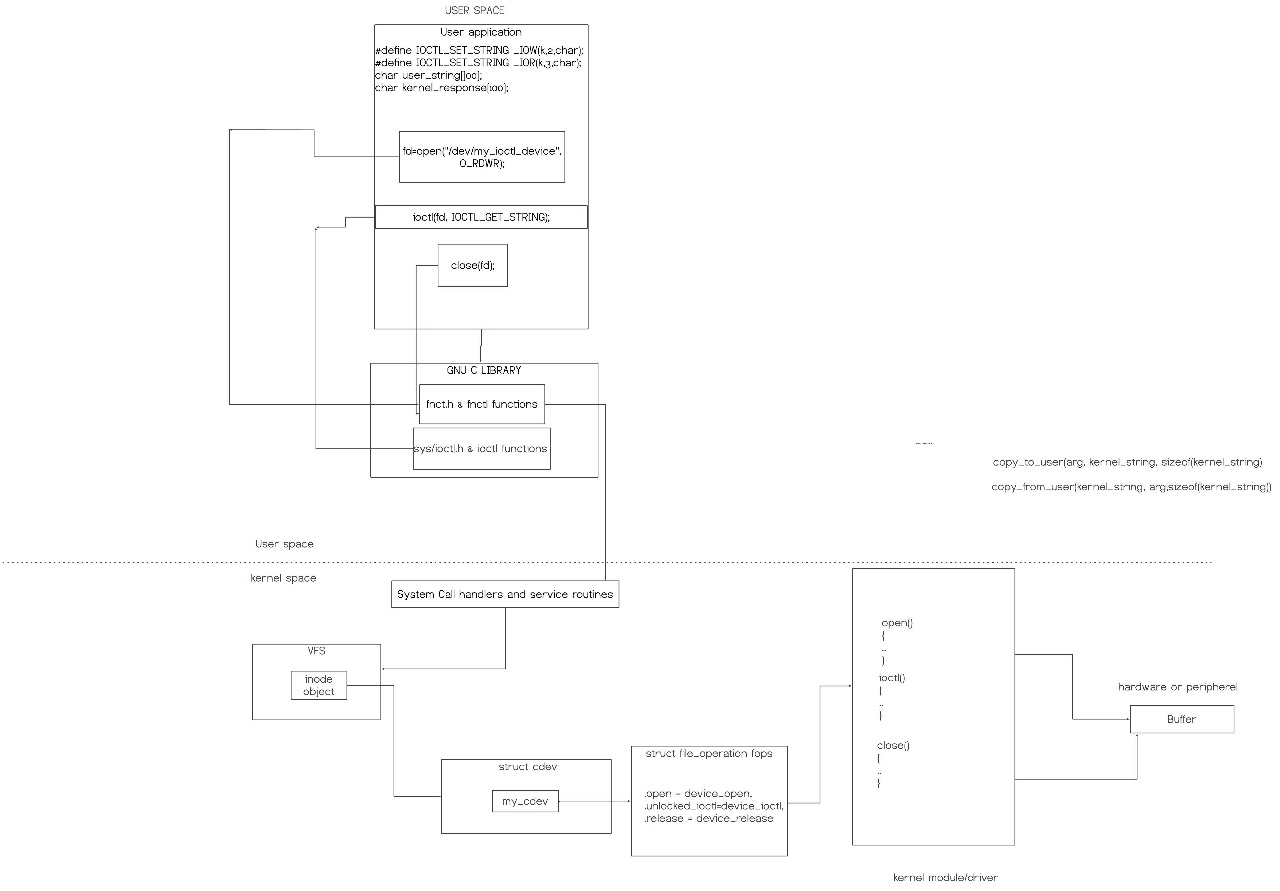 USER SPACE
User application
#define IOCTL_SET_STRING _IOW(k,2,char);
#define IOCTL_SET_STRING _IOR(k,3,char);
char user_string[]00];
char kernel_response[100];
fd=open("/dev/my_ioctl_device",
O_RDWR);
ioctl(fd, IOCTL_GET_STRING);
close(fd);
GNU C LIBRARY
fnct.h & fnctl functions
sys/ioctl.h & ioctl functions
copy_to_user(arg, kernel_string, sizeof(kernel_string)
copy_from_user(kernel_string, arg,sizeof(kernel_string))
User space
kernel space
System Call handlers and service routines
VFS
inode
object
struct cdev
my_cdev
struct file_operation fops
.open = device_open,
.unlocked_ioctl=device_ioctl,
.release = device_release
open()
{
..
}
ioctl()
{
..
}
close()
{
..
}
kernel module/driver
hardware or peripherel
Buffer